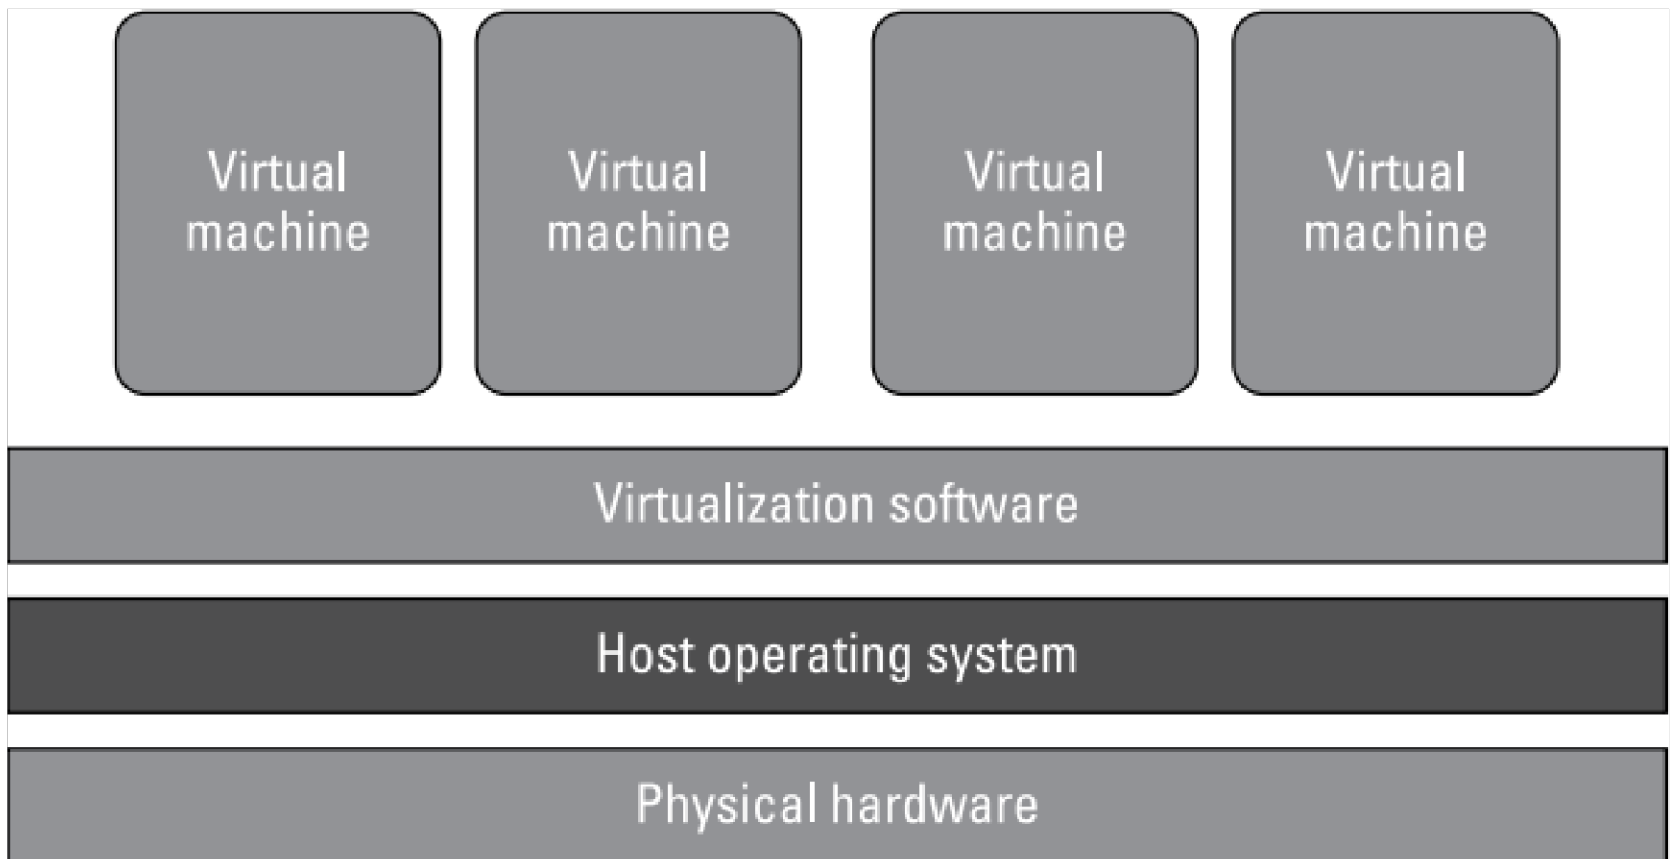 Virtual
machine
Virtual
machine
Virtual
machine
Virtual
machine
Virtualization software
Host operating system
Physical hardware